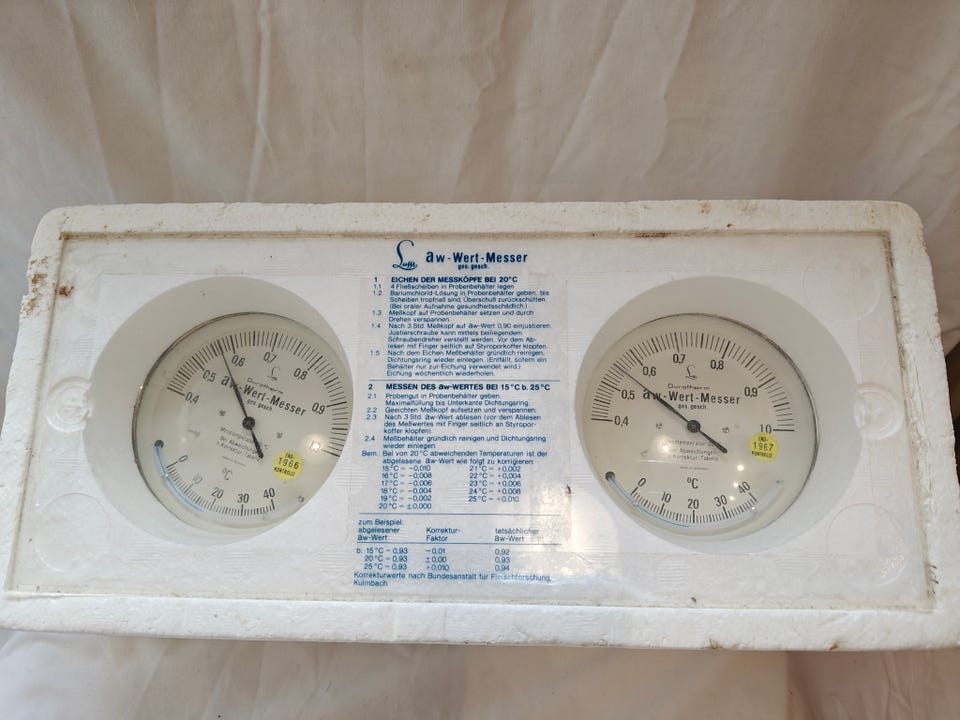 Lufft aw-Wert-Messer
ges. gesch.
1 EICHEN DER MESSKÖPFE BEI 20°C
1.1 4 Fließscheiben in Probenbehälter legen
1.2 Bariumchlorid-Lösung in Probenbehälter geben, bis
Scheiben tropfnaß sind, Überschuß zurückschütten.
(Bei oraler Aufnahme gesundheitsschädlich.)
1.3 Meßkopf auf Probenbehälter setzen und durch
Drehen verspannen.
1.4 Nach 3 Std. Meßkopf auf aw-Wert 0,90 einjustieren.
Justierschraube kann mittels beiliegendem
Schraubendreher verstellt werden. Vor dem Ab-
lesen mit Finger seitlich an Styroporkoffer klopfen.
1.5 Nach dem Eichen Meßbehälter gründlich reinigen,
Dichtungsring wieder einlegen. (Entfällt, sofern ein
Behälter nur zur Eichung verwendet wird.)
Eichung wöchentlich wiederholen.
2 MESSEN DES aw-WERTES BEI 15°C b. 25°C
2.1 Probengut in Probenbehälter geben.
Maximalfüllung bis Unterkante Dichtungsring.
2.2 Geeichten Meßkopf aufsetzen und verspannen.
2.3 Nach 3 Std. aw-Wert ablesen (vor dem Ablesen
des Meßwertes mit Finger seitlich an Styropor-
koffer klopfen).
2.4 Meßbehälter gründlich reinigen und Dichtungsring
wieder einlegen.
Bem.: Bei von 20°C abweichenden Temperaturen ist der
abgelesene aw-Wert wie folgt zu korrigieren:
15°C = -0,010 21°C = +0,002
16°C = -0,008 22°C = +0,004
17°C = -0,006 23°C = +0,006
18°C = -0,004 24°C = +0,008
19°C = -0,002 25°C = +0,010
20°C = ±0,000
zum Beispiel:
abgelesener Korrektur- tatsächlicher
aw-Wert Faktor aw-Wert
b. 15°C = 0,93 -0,01 0,92
20°C = 0,93 ±0,00 0,93
25°C = 0,93 +0,010 0,94
Korrekturwerte nach Bundesanstalt für Fleischforschung,
Kulmbach
0,4 0,5 0,6 0,7 0,8 0,9
Durotherm
aw-Wert-Messer
ges. gesch.
Bei Abweichungen
s. Korrektur-Tabelle
1966
KONTROLLE
°C
0 10 20 30 40
0,4 0,5 0,6 0,7 0,8 0,9 1,0
Durotherm
aw-Wert-Messer
ges. gesch.
Bei Abweichungen
s. Korrektur-Tabelle
1967
KONTROLLE
°C
0 10 20 30 40